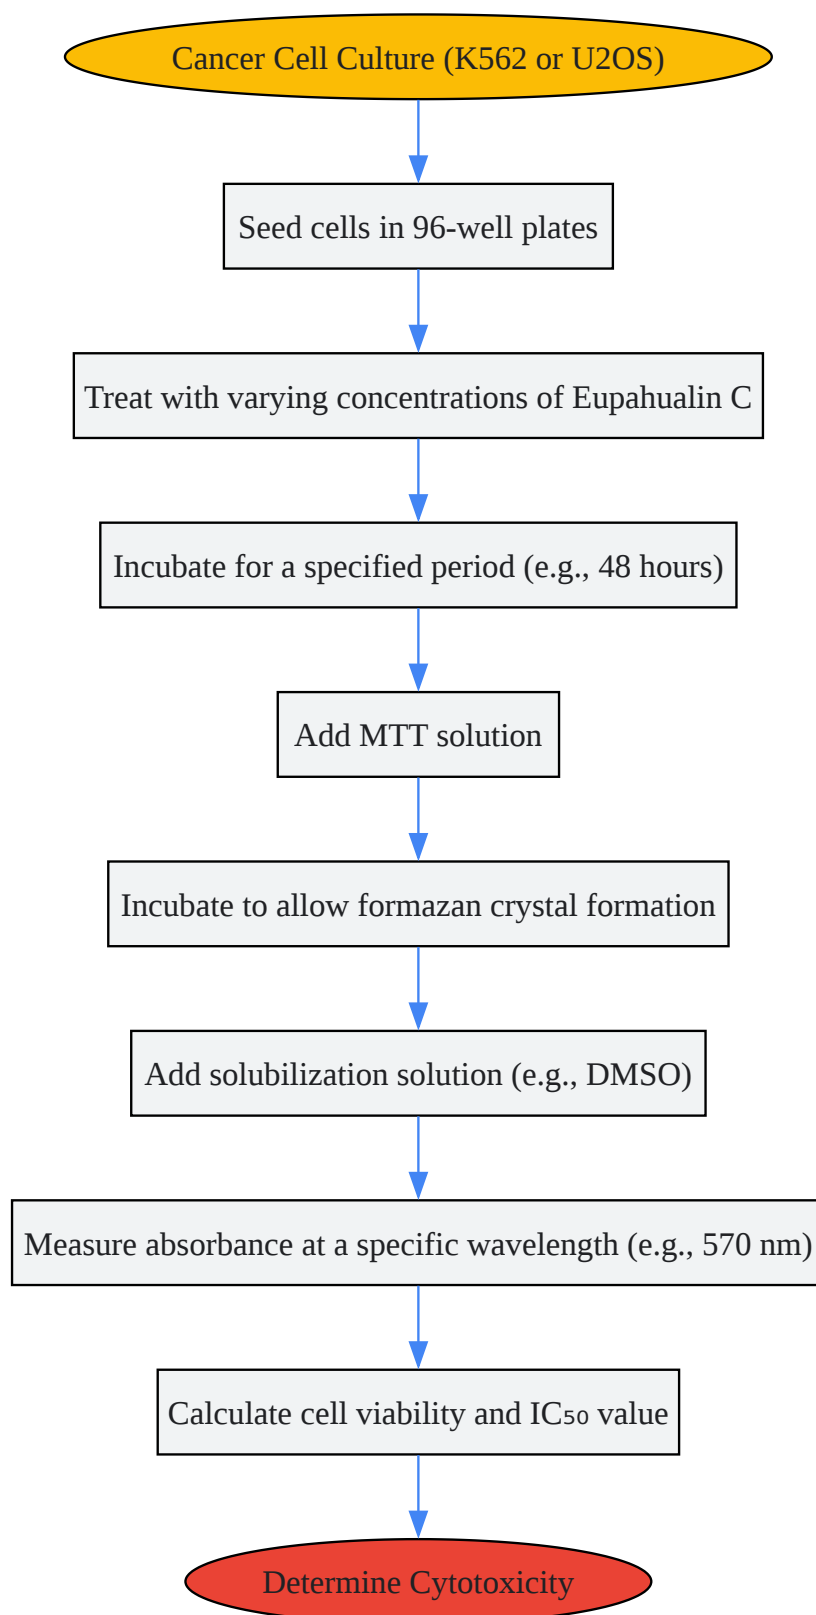 Cancer Cell Culture (K562 or U2OS)
Seed cells in 96-well plates
Treat with varying concentrations of Eupahualin C
Incubate for a specified period (e.g., 48 hours)
Add MTT solution
Incubate to allow formazan crystal formation
Add solubilization solution (e.g., DMSO)
Measure absorbance at a specific wavelength (e.g., 570 nm)
Calculate cell viability and IC₅₀ value
Determine Cytotoxicity